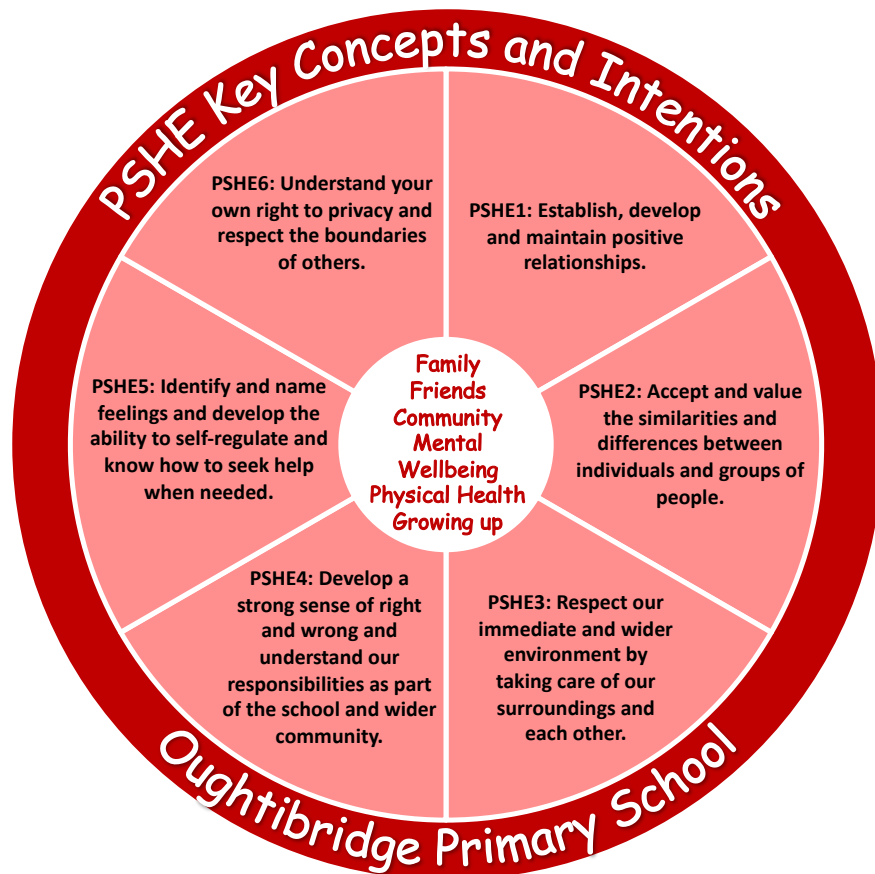 PSHE Key Concepts and Intentions
PSHE1: Establish, develop
and maintain positive
relationships.
PSHE2: Accept and value
the similarities and
differences between
individuals and groups of
people.
PSHE3: Respect our
immediate and wider
environment by
taking care of our
surroundings and
each other.
PSHE4: Develop a
strong sense of right
and wrong and
understand our
responsibilities as part
of the school and wider
community.
PSHE5: Identify and name
feelings and develop the
ability to self-regulate and
know how to seek help
when needed.
PSHE6: Understand your
own right to privacy and
respect the boundaries
of others.
Family
Friends
Community
Mental
Wellbeing
Physical Health
Growing up
Oughtibridge Primary School